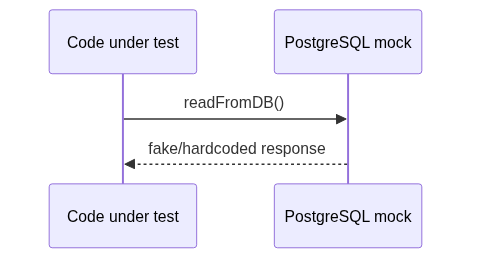 Code under test
PostgreSQL mock
readFromDB()
fake/hardcoded response
Code under test
PostgreSQL mock